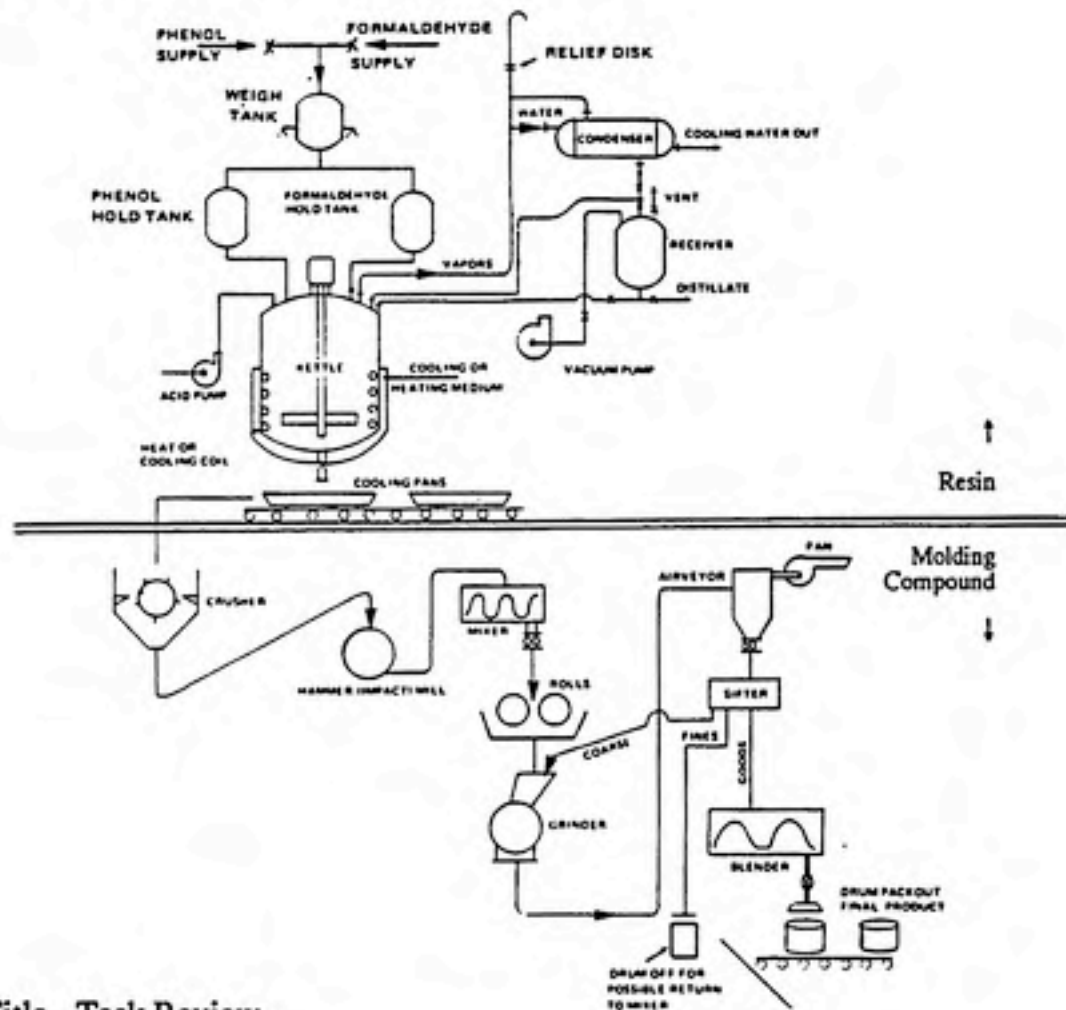 PHENOL
SUPPLY
FORMALDEHYDE
SUPPLY
RELIEF DISK
WEIGH
TANK
WATER
CONDENSER
COOLING WATER OUT
PHENOL
HOLD TANK
FORMALDEHYDE
HOLD TANK
VENT
RECEIVER
VAPORS
DISTILLATE
KETTLE
COOLING OR
HEATING MEDIUM
VACUUM PUMP
ACID PUMP
HEAT OR
COOLING COIL
COOLING PANS
Resin
Molding
Compound
FAN
AIRVEYOR
CRUSHER
MIXER
HAMMER (IMPACT) MILL
ROLLS
SIFTER
FINES
COARSE
GOODS
GRINDER
BLENDER
DRUM PACKOUT
FINAL PRODUCT
DRUM OFF FOR
POSSIBLE RETURN
TO MIXER